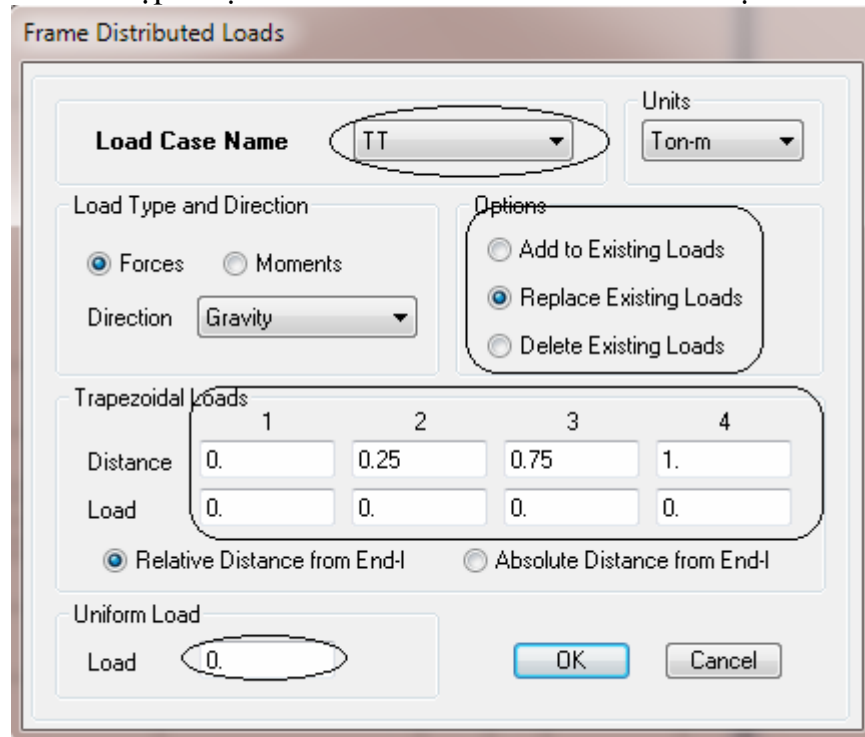 Frame Distributed Loads
Load Case Name TT
Units
Ton-m
Load Type and Direction
Forces Moments
Direction Gravity
Options
Add to Existing Loads
Replace Existing Loads
Delete Existing Loads
Trapezoidal Loads
1 2 3 4
Distance 0. 0.25 0.75 1.
Load 0. 0. 0. 0.
Relative Distance from End-I Absolute Distance from End-I
Uniform Load
Load 0.
OK Cancel